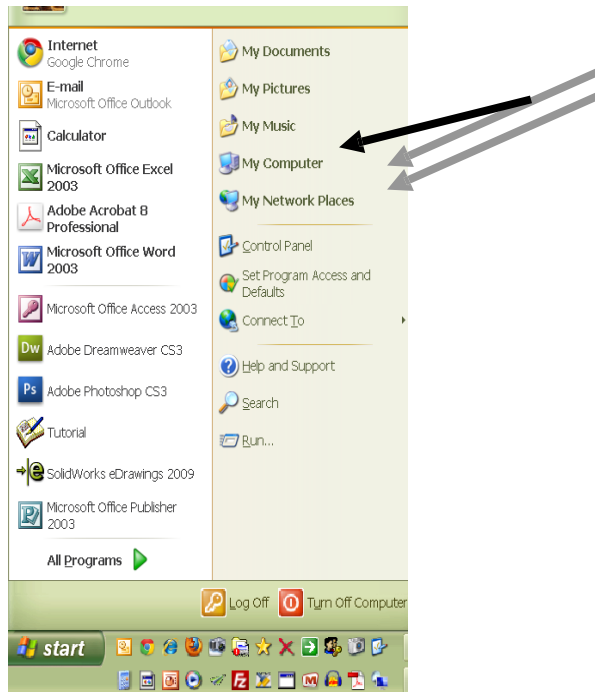 Internet
Google Chrome
E-mail
Microsoft Office Outlook
Calculator
Microsoft Office Excel
2003
Adobe Acrobat 8
Professional
Microsoft Office Word
2003
Microsoft Office Access 2003
Dw Adobe Dreamweaver CS3
Ps Adobe Photoshop CS3
Tutorial
SolidWorks eDrawings 2009
Microsoft Office Publisher
2003
All Programs
My Documents
My Pictures
My Music
My Computer
My Network Places
Control Panel
Set Program Access and
Defaults
Connect To
Help and Support
Search
Run...
Log Off
Turn Off Computer
start